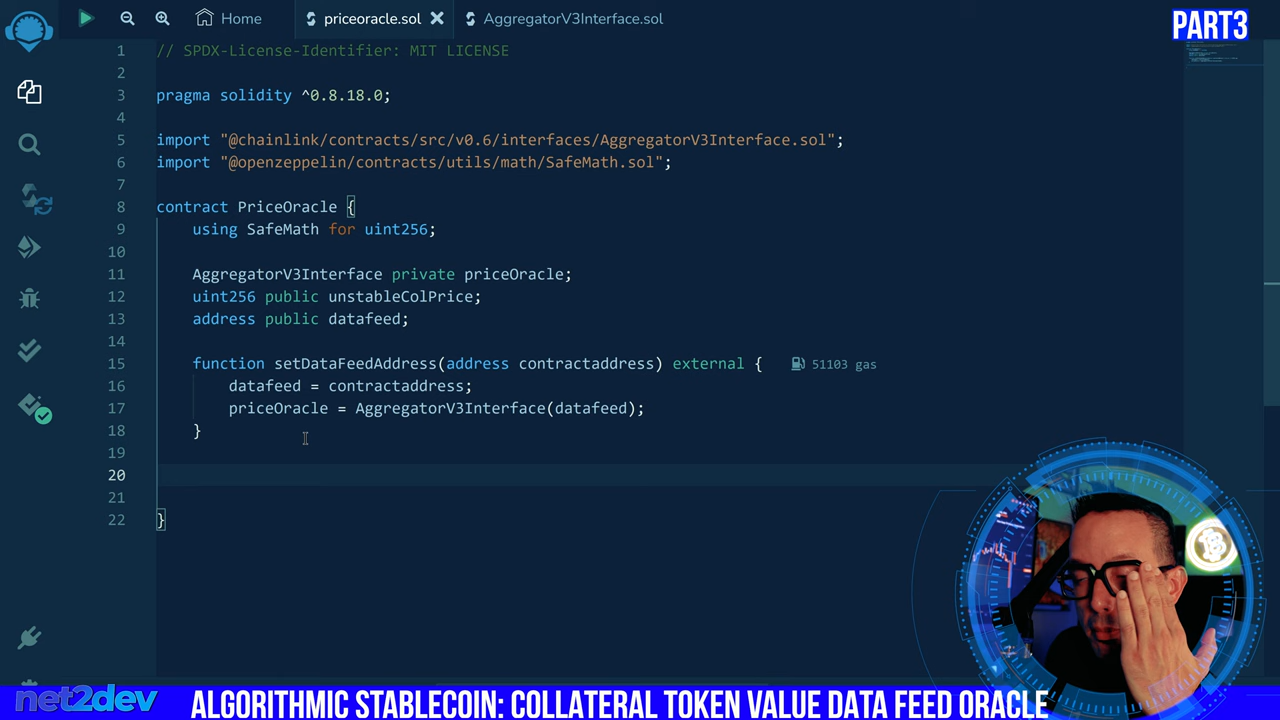 Home
priceoracle.sol
AggregatorV3Interface.sol
PART3
1 // SPDX-License-Identifier: MIT LICENSE
2
3 pragma solidity ^0.8.18.0;
4
5 import "@chainlink/contracts/src/v0.6/interfaces/AggregatorV3Interface.sol";
6 import "@openzeppelin/contracts/utils/math/SafeMath.sol";
7
8 contract PriceOracle {
9 using SafeMath for uint256;
10
11 AggregatorV3Interface private priceOracle;
12 uint256 public unstableColPrice;
13 address public datafeed;
14
15 function setDataFeedAddress(address contractaddress) external { 51103 gas
16 datafeed = contractaddress;
17 priceOracle = AggregatorV3Interface(datafeed);
18 }
19
20
21
22 }
net2dev
ALGORITHMIC STABLECOIN: COLLATERAL TOKEN VALUE DATA FEED ORACLE